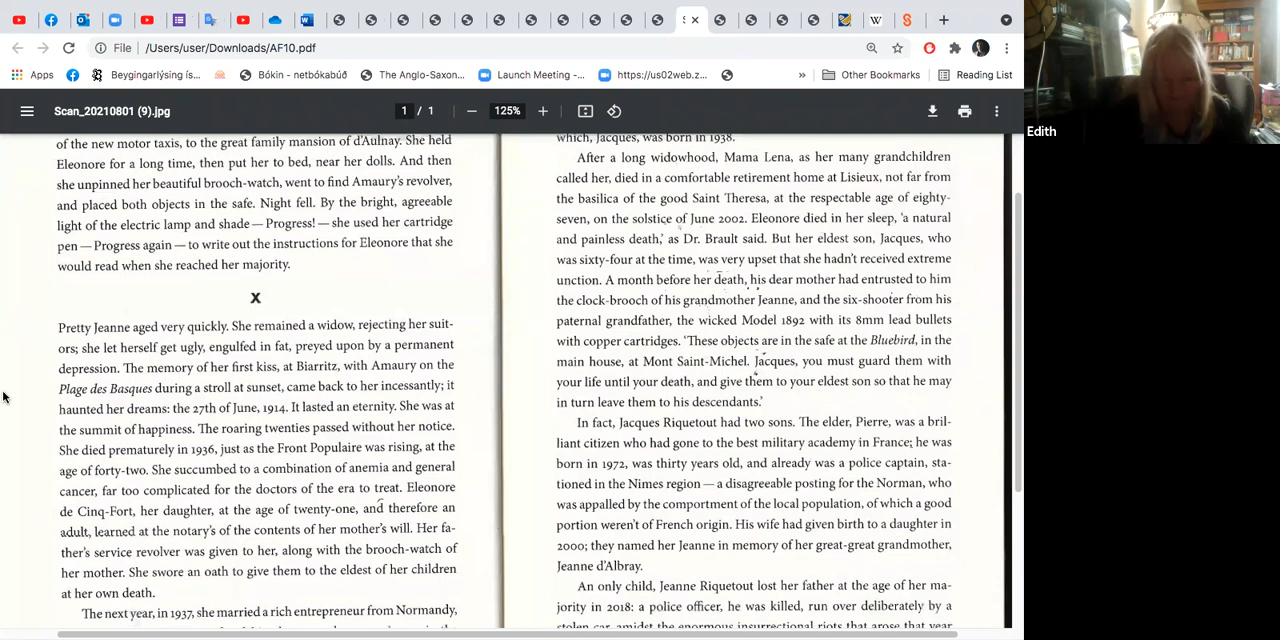 File
/Users/user/Downloads/AF10.pdf
Apps
Beygingarlýsing ís...
Bókin - netbókabúð
The Anglo-Saxon...
Launch Meeting -...
https://us02web.z...
»
Other Bookmarks
Reading List
Scan_20210801 (9).jpg
1 / 1
125%
Edith
of the new motor taxis, to the great family mansion of d'Aulnay. She held
Eleonore for a long time, then put her to bed, near her dolls. And then
she unpinned her beautiful brooch-watch, went to find Amaury's revolver,
and placed both objects in the safe. Night fell. By the bright, agreeable
light of the electric lamp and shade — Progress! — she used her cartridge
pen — Progress again — to write out the instructions for Eleonore that she
would read when she reached her majority.
X
Pretty Jeanne aged very quickly. She remained a widow, rejecting her suit-
ors; she let herself get ugly, engulfed in fat, preyed upon by a permanent
depression. The memory of her first kiss, at Biarritz, with Amaury on the
Plage des Basques during a stroll at sunset, came back to her incessantly; it
haunted her dreams: the 27th of June, 1914. It lasted an eternity. She was at
the summit of happiness. The roaring twenties passed without her notice.
She died prematurely in 1936, just as the Front Populaire was rising, at the
age of forty-two. She succumbed to a combination of anemia and general
cancer, far too complicated for the doctors of the era to treat. Eleonore
de Cinq-Fort, her daughter, at the age of twenty-one, and therefore an
adult, learned at the notary's of the contents of her mother's will. Her fa-
ther's service revolver was given to her, along with the brooch-watch of
her mother. She swore an oath to give them to the eldest of her children
at her own death.
The next year, in 1937, she married a rich entrepreneur from Normandy,
which, Jacques, was born in 1938.
After a long widowhood, Mama Lena, as her many grandchildren
called her, died in a comfortable retirement home at Lisieux, not far from
the basilica of the good Saint Theresa, at the respectable age of eighty-
seven, on the solstice of June 2002. Eleonore died in her sleep, 'a natural
and painless death,' as Dr. Brault said. But her eldest son, Jacques, who
was sixty-four at the time, was very upset that she hadn't received extreme
unction. A month before her death, his dear mother had entrusted to him
the clock-brooch of his grandmother Jeanne, and the six-shooter from his
paternal grandfather, the wicked Model 1892 with its 8mm lead bullets
with copper cartridges. 'These objects are in the safe at the Bluebird, in the
main house, at Mont Saint-Michel. Jacques, you must guard them with
your life until your death, and give them to your eldest son so that he may
in turn leave them to his descendants.'
In fact, Jacques Riquetout had two sons. The elder, Pierre, was a bril-
liant citizen who had gone to the best military academy in France; he was
born in 1972, was thirty years old, and already was a police captain, sta-
tioned in the Nimes region — a disagreeable posting for the Norman, who
was appalled by the comportment of the local population, of which a good
portion weren't of French origin. His wife had given birth to a daughter in
2000; they named her Jeanne in memory of her great-great grandmother,
Jeanne d'Albray.
An only child, Jeanne Riquetout lost her father at the age of her ma-
jority in 2018: a police officer, he was killed, run over deliberately by a
stolen car, amidst the enormous insurrectional riots that arose that year